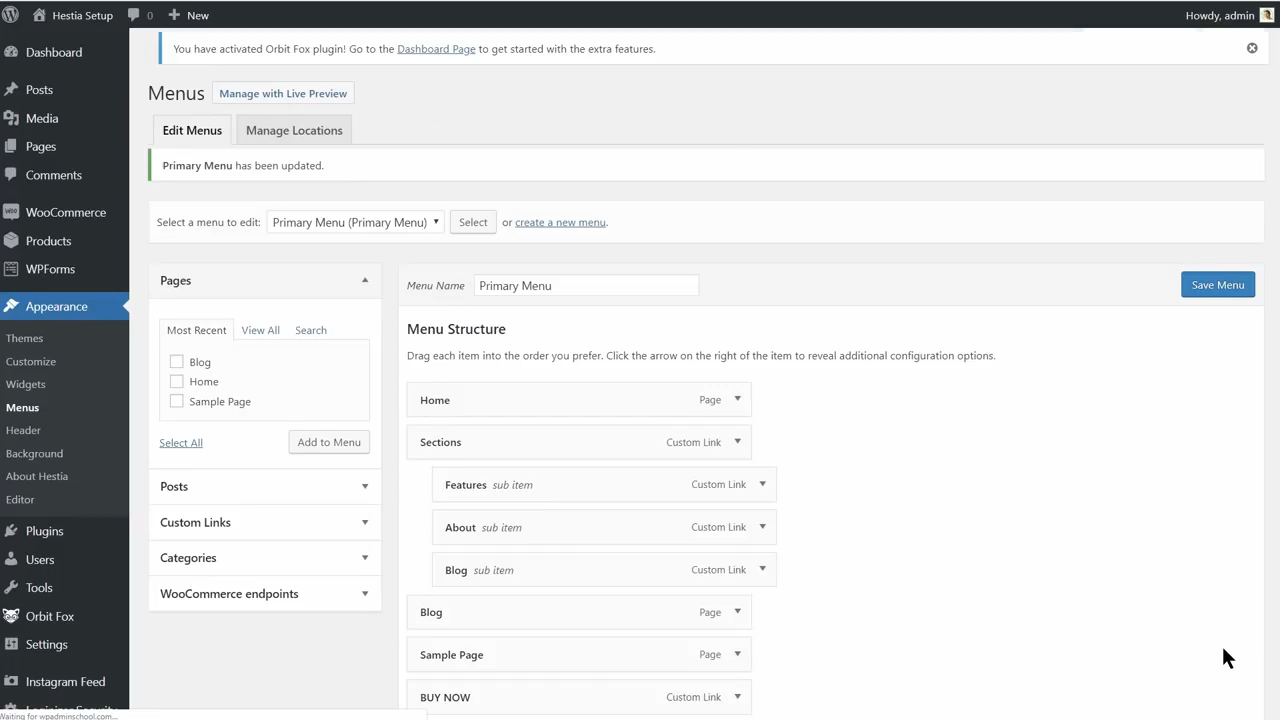 Hestia Setup 0 New Howdy, admin
Dashboard
Posts
Media
Pages
Comments
WooCommerce
Products
WPForms
Appearance
Themes
Customize
Widgets
Menus
Header
Background
About Hestia
Editor
Plugins
Users
Tools
Orbit Fox
Settings
Instagram Feed
Waiting for wpadminschool.com...
You have activated Orbit Fox plugin! Go to the Dashboard Page to get started with the extra features.
Menus Manage with Live Preview
Edit Menus Manage Locations
Primary Menu has been updated.
Select a menu to edit: Primary Menu (Primary Menu) Select or create a new menu.
Pages
Most Recent View All Search
Blog
Home
Sample Page
Select All Add to Menu
Posts
Custom Links
Categories
WooCommerce endpoints
Menu Name Primary Menu Save Menu
Menu Structure
Drag each item into the order you prefer. Click the arrow on the right of the item to reveal additional configuration options.
Home Page
Sections Custom Link
Features sub item Custom Link
About sub item Custom Link
Blog sub item Custom Link
Blog Page
Sample Page Page
BUY NOW Custom Link